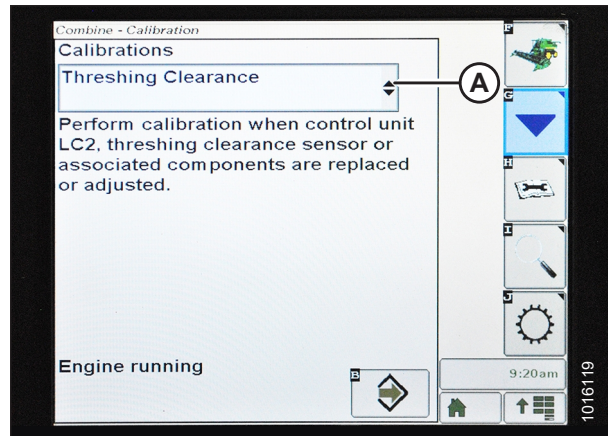 Combine - Calibration
Calibrations
Threshing Clearance
A
Perform calibration when control unit
LC2, threshing clearance sensor or
associated components are replaced
or adjusted.
Engine running
B
F
G
H
I
J
9:20am
1016119